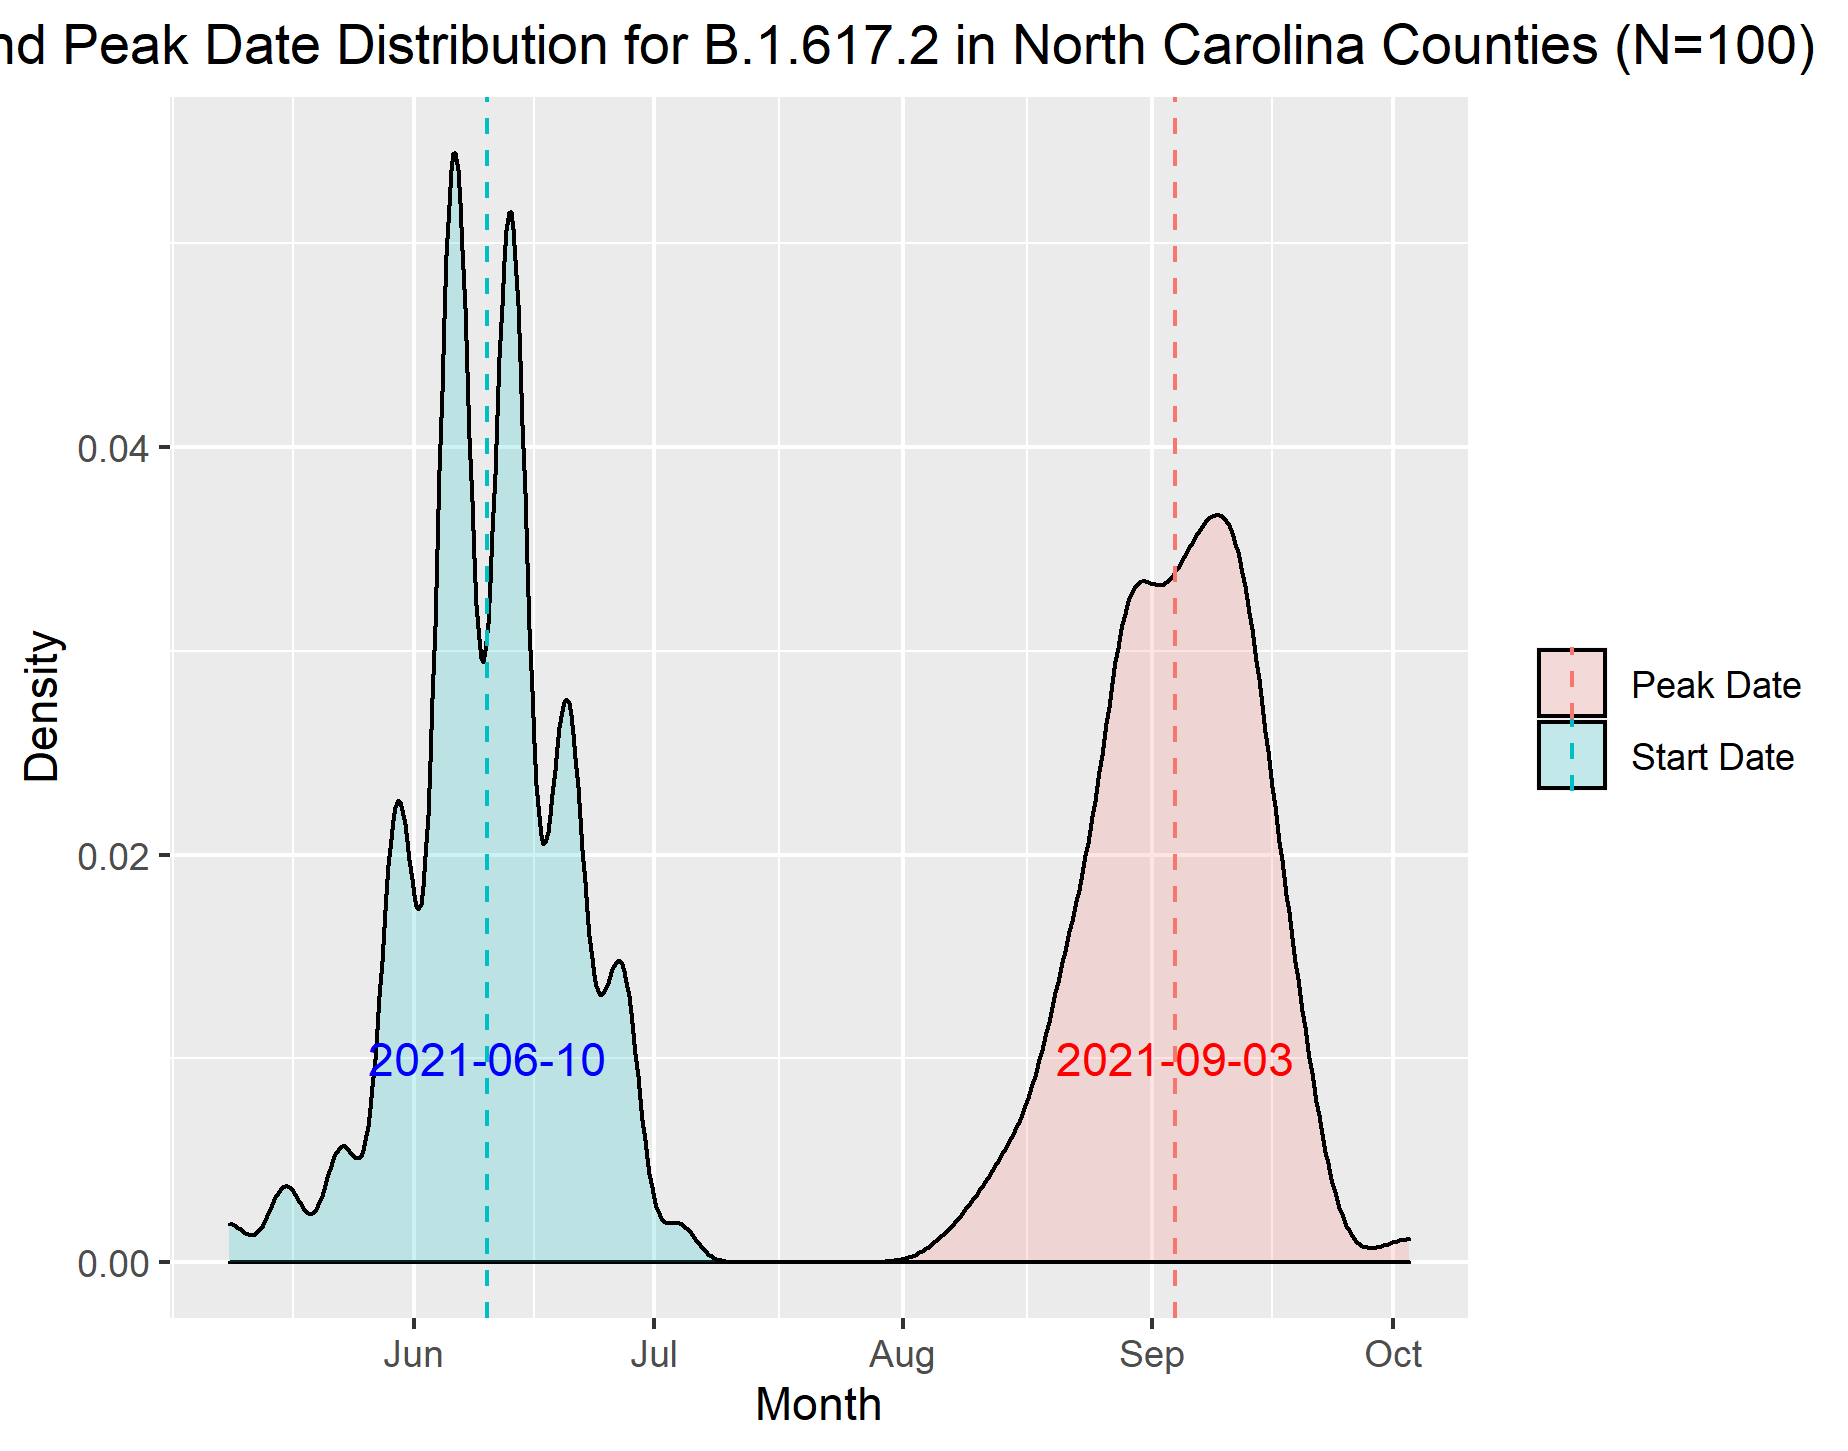 nd Peak Date Distribution for B.1.617.2 in North Carolina Counties (N=100)
0.04
0.02
0.00
Density
2021-06-10
2021-09-03
Jun Jul Aug Sep Oct
Month
Peak Date
Start Date